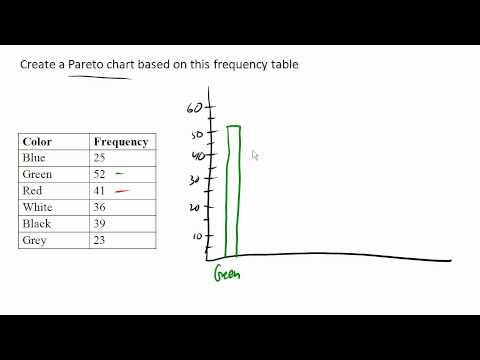 Create a Pareto chart based on this frequency table
Color Frequency
Blue 25
Green 52
Red 41
White 36
Black 39
Grey 23
60
50
40
30
20
10
Green